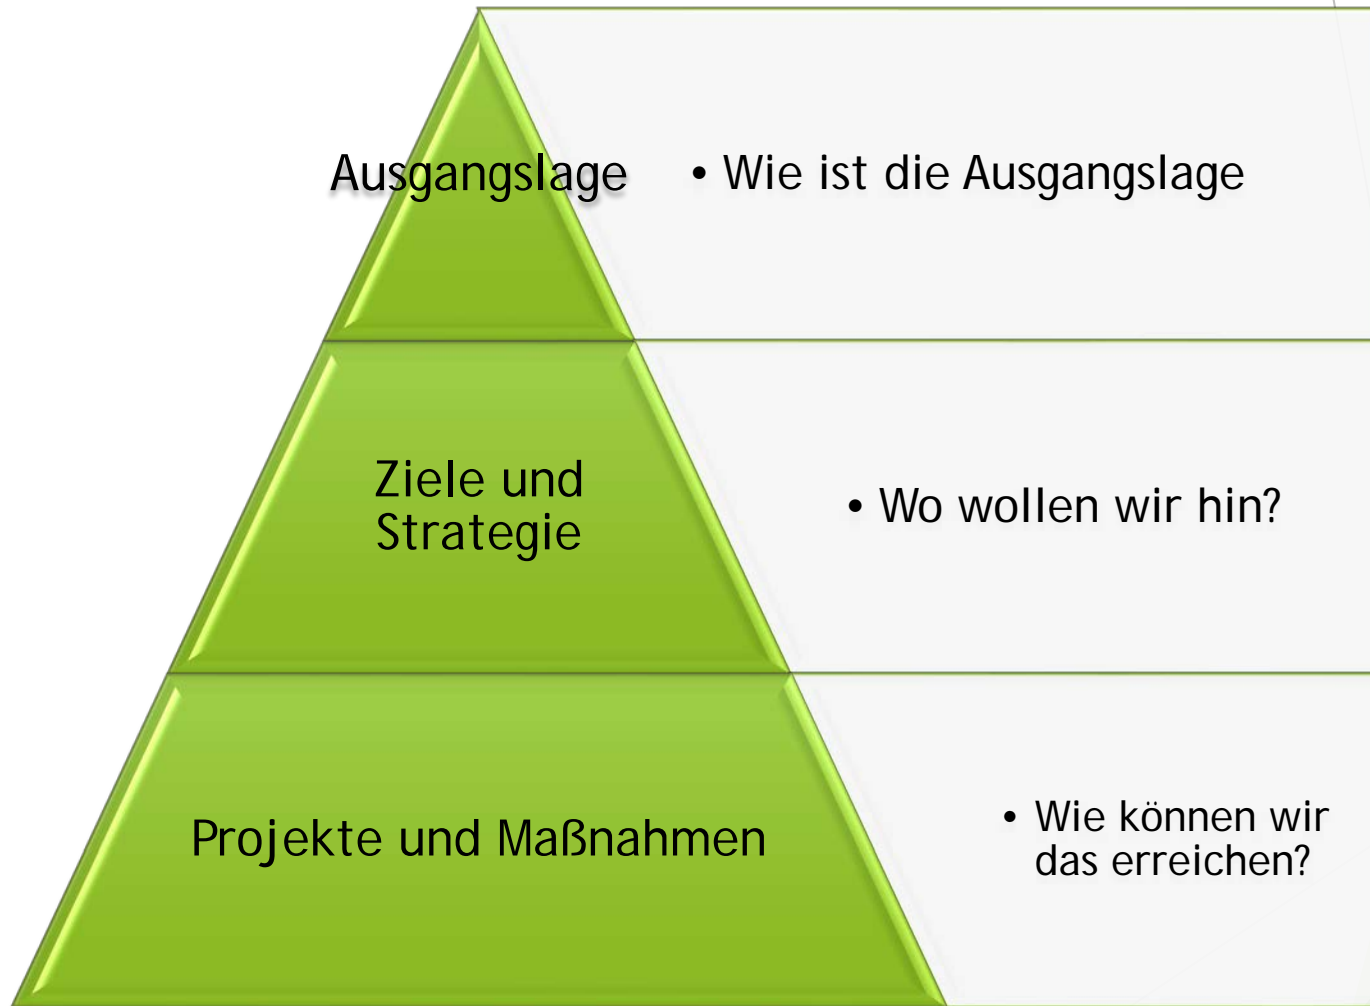 Ausgangslage
• Wie ist die Ausgangslage
Ziele und
Strategie
• Wo wollen wir hin?
Projekte und Maßnahmen
• Wie können wir
das erreichen?